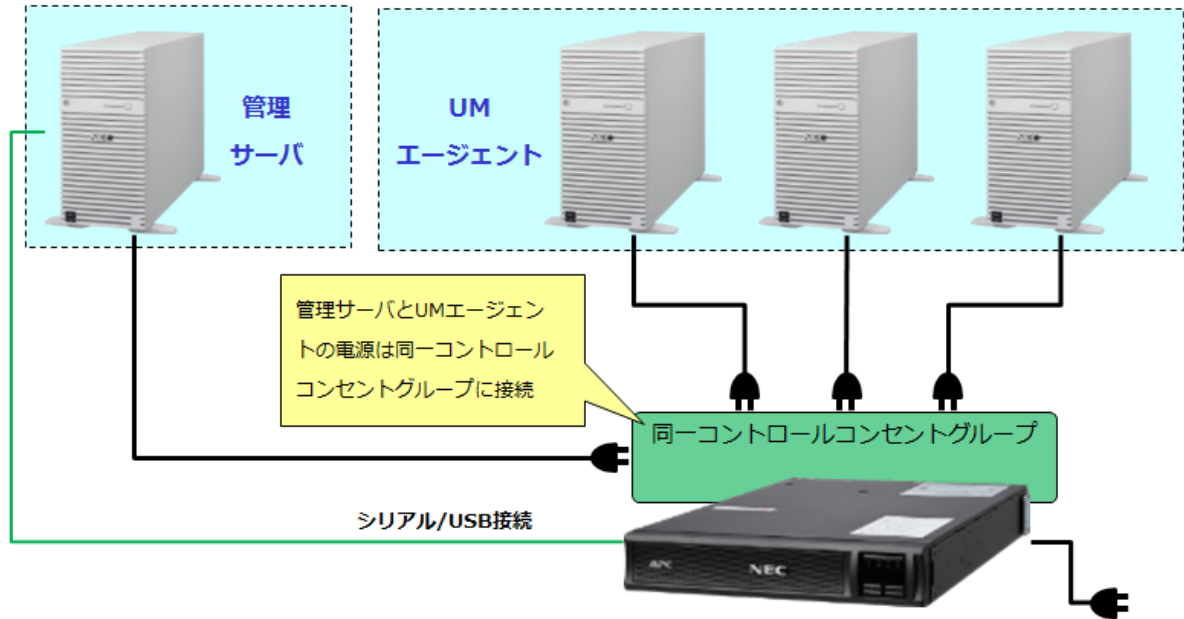 管理
サーバ
UM
エージェント
管理サーバとUMエージェン
トの電源は同一コントロール
コンセントグループに接続
同一コントロールコンセントグループ
シリアル/USB接続
APC
NEC